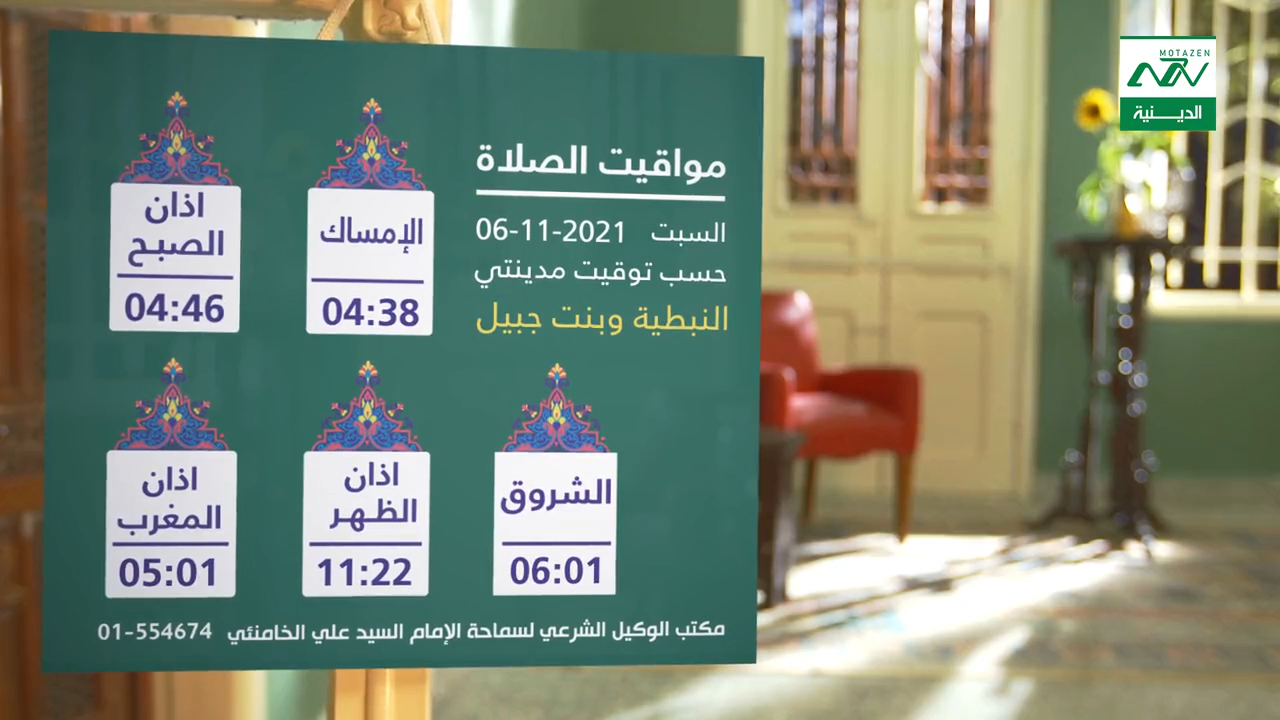 MOTAZEN
الدينية
مواقيت الصلاة
السبت 06-11-2021
حسب توقيت مدينتي
النبطية وبنت جبيل
الإمساك
04:38
اذان
الصبح
04:46
الشروق
06:01
اذان
الظهر
11:22
اذان
المغرب
05:01
مكتب الوكيل الشرعي لسماحة الإمام السيد علي الخامنئي 01-554674